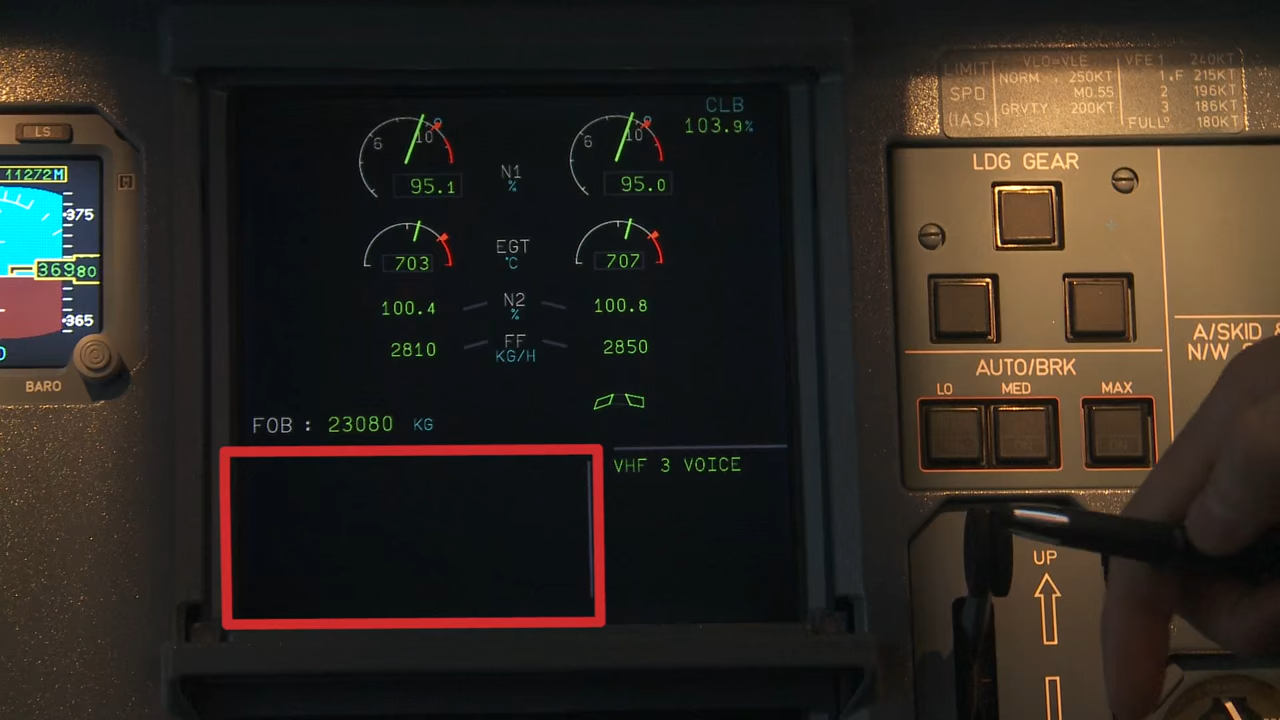 LS
11272M
375
36980
365
BARO
CLB
103.9%
6
10
95.1
N1
%
6
10
95.0
703
EGT
°C
707
100.4
N2
%
100.8
2810
FF
KG/H
2850
FOB : 23080 KG
VHF 3 VOICE
LIMIT
SPD
(IAS)
VLO=VLE
NORM. 250KT
M0.55
GRVTY. 200KT
VFE 1 240KT
1.F 215KT
2 196KT
3 186KT
FULL 180KT
LDG GEAR
A/SKID &
N/W
AUTO/BRK
LO
MED
MAX
UP